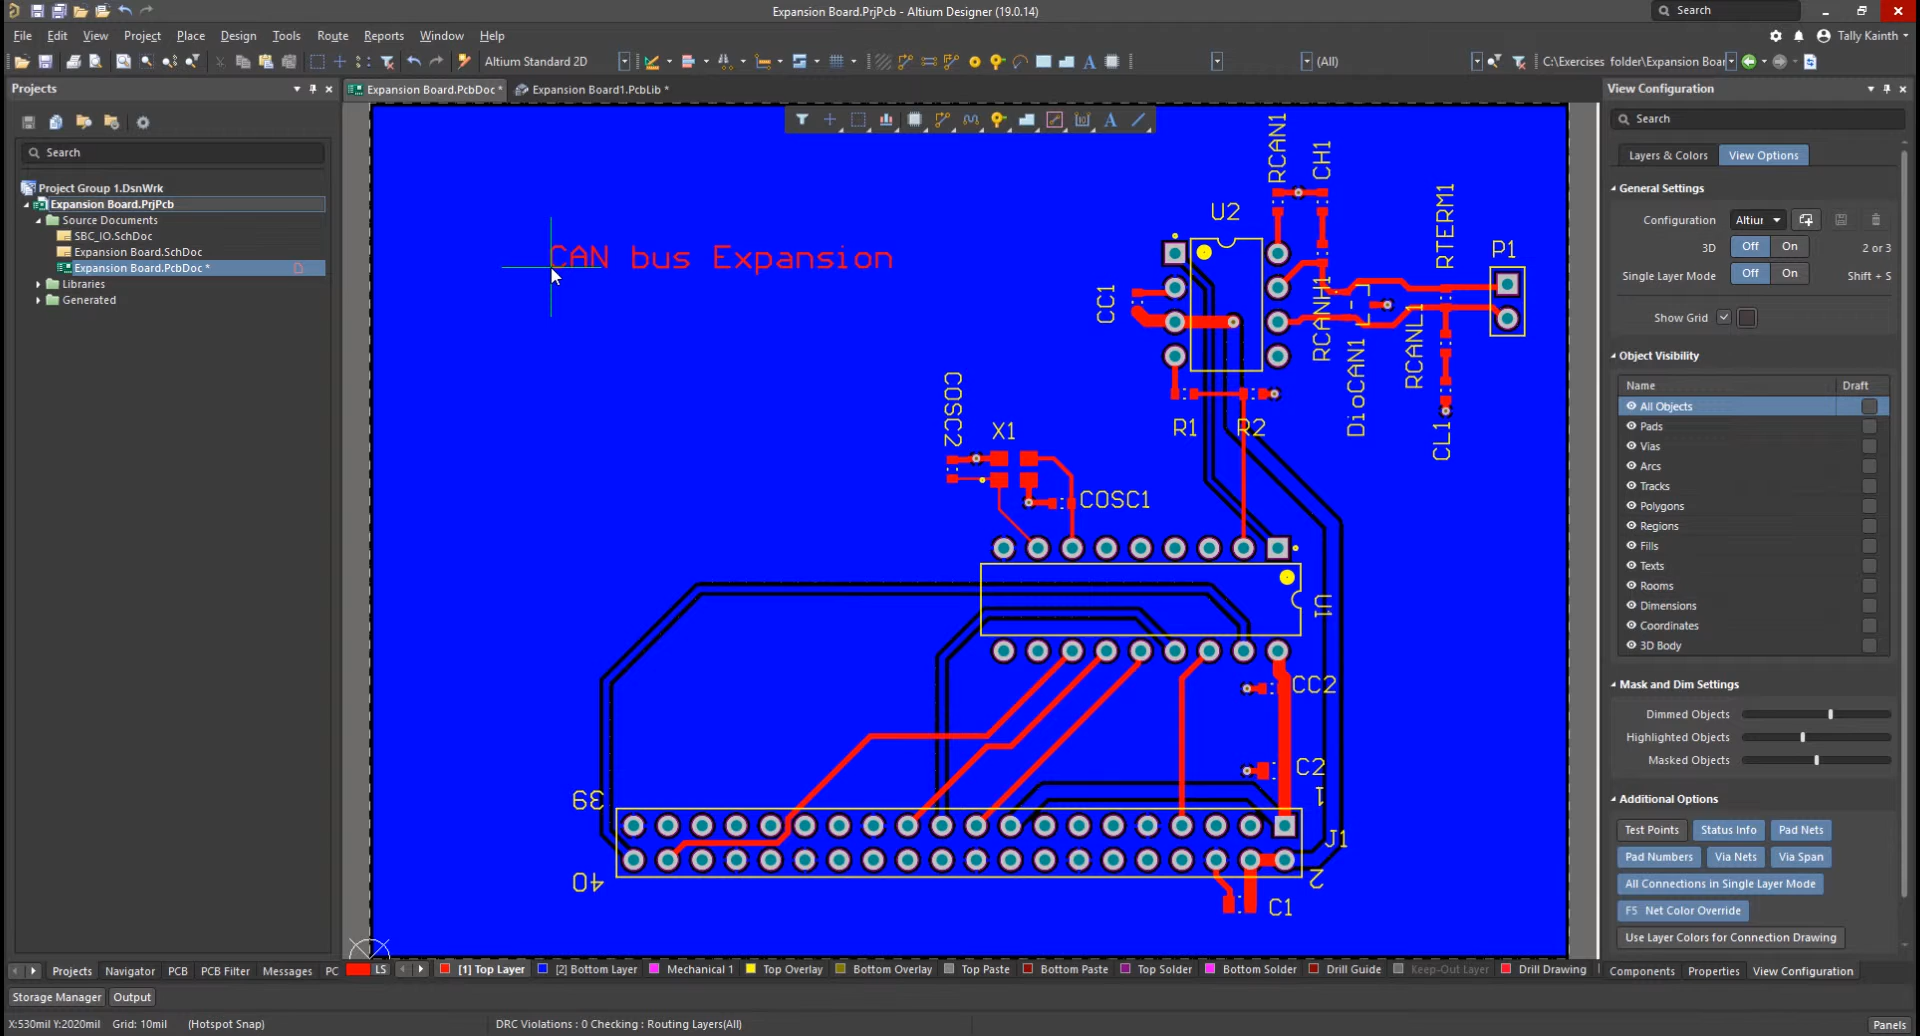 Expansion Board.PrjPcb - Altium Designer (19.0.14)
Search
File Edit View Project Place Design Tools Route Reports Window Help
Tally Kainth
Altium Standard 2D
(All)
C:\Exercises folder\Expansion Boar
Projects
Expansion Board.PcbDoc *
Expansion Board1.PcbLib *
View Configuration
Search
Search
Layers & Colors
View Options
Project Group 1.DsnWrk
Expansion Board.PrjPcb
Source Documents
SBC_IO.SchDoc
Expansion Board.SchDoc
Expansion Board.PcbDoc *
Libraries
Generated
General Settings
Configuration
Altiur
3D
Off
On
2 or 3
Single Layer Mode
Off
On
Shift + S
Show Grid
Object Visibility
Name
Draft
All Objects
Pads
Vias
Arcs
Tracks
Polygons
Regions
Fills
Texts
Rooms
Dimensions
Coordinates
3D Body
Mask and Dim Settings
Dimmed Objects
Highlighted Objects
Masked Objects
Additional Options
Test Points
Status Info
Pad Nets
Pad Numbers
Via Nets
Via Span
All Connections in Single Layer Mode
F5 Net Color Override
Use Layer Colors for Connection Drawing
RCAN1
CH1
U2
RTERM1
P1
CAN bus Expansion
CC1
RCANH1
RCANL1
DioCAN1
COSC2
X1
R1
R2
CL1
COSC1
U1
CC2
C2
39
1
J1
40
2
C1
Projects
Navigator
PCB
PCB Filter
Messages
PC
LS
[1] Top Layer
[2] Bottom Layer
Mechanical 1
Top Overlay
Bottom Overlay
Top Paste
Bottom Paste
Top Solder
Bottom Solder
Drill Guide
Keep-Out Layer
Drill Drawing
Components
Properties
View Configuration
Storage Manager
Output
X:530mil Y:2020mil Grid: 10mil (Hotspot Snap)
DRC Violations : 0 Checking : Routing Layers(All)
Panels